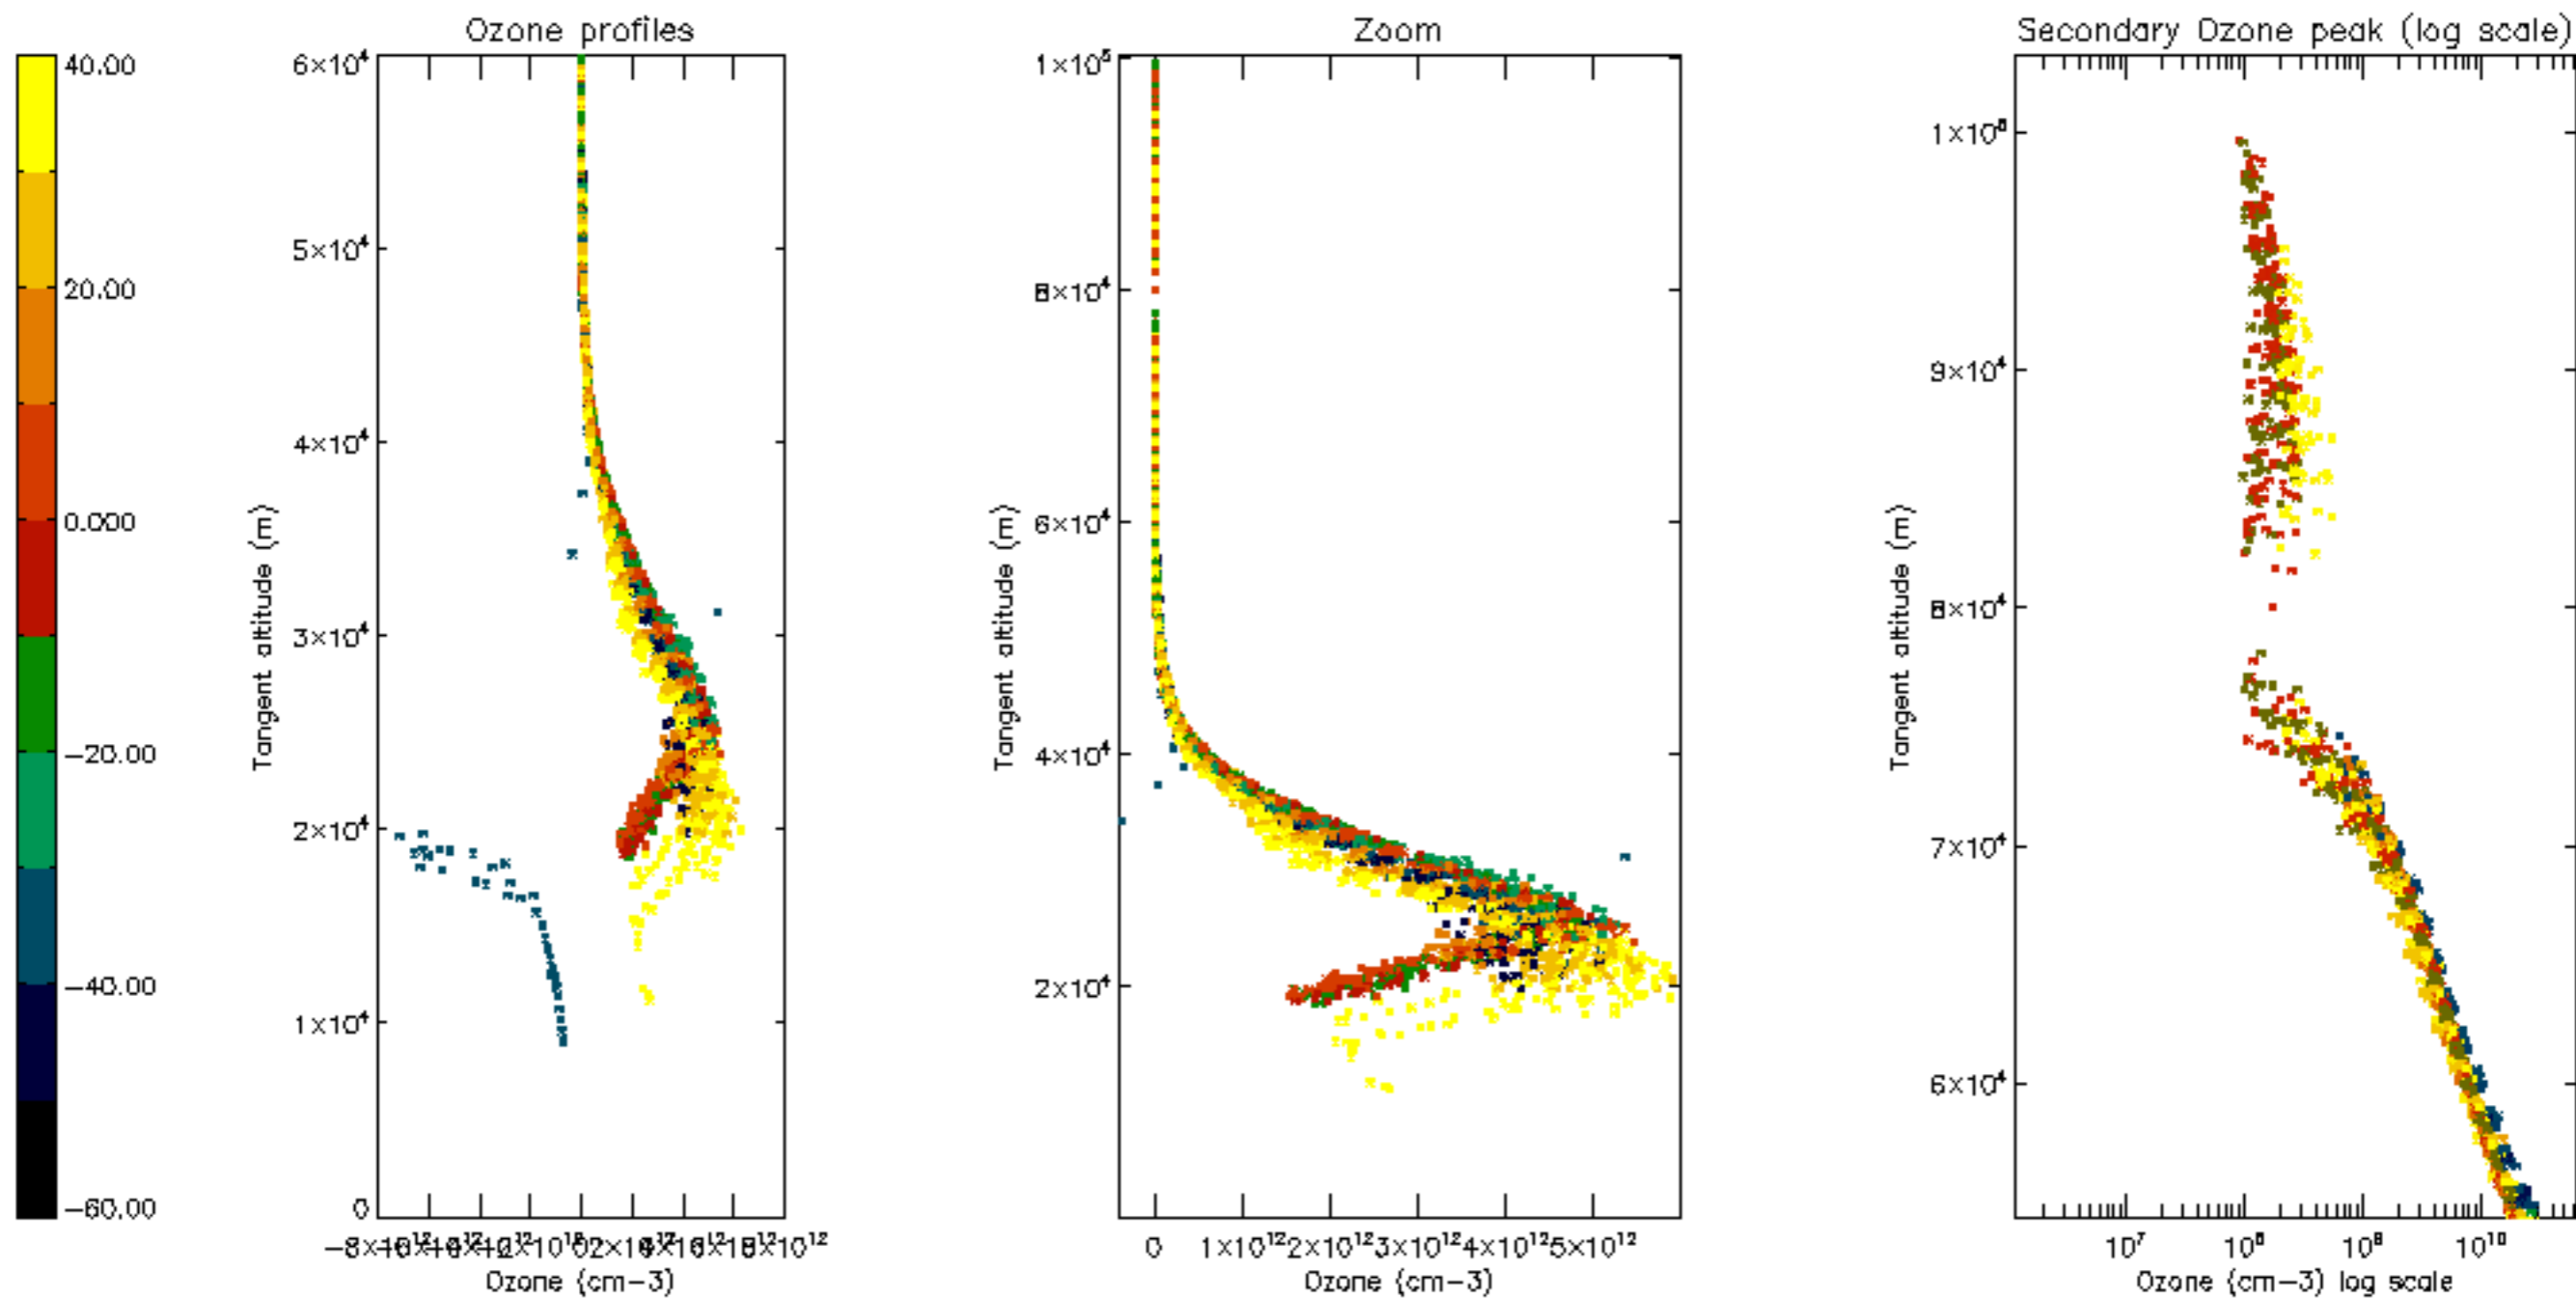 Ozone profiles
Zoom
Secondary Ozone peak (log scale)
40.00
20.00
0.000
−20.00
−40.00
−60.00
6×10⁴
5×10⁴
4×10⁴
3×10⁴
2×10⁴
1×10⁴
0
Tangent altitude (m)
Ozone (cm−3)
1×10⁵
8×10⁴
6×10⁴
4×10⁴
2×10⁴
Tangent altitude (m)
0 1×10¹² 2×10¹² 3×10¹² 4×10¹² 5×10¹²
Ozone (cm−3)
9×10⁴
8×10⁴
7×10⁴
6×10⁴
Tangent altitude (m)
10⁷ 10⁸ 10⁹ 10¹⁰
Ozone (cm−3) log scale